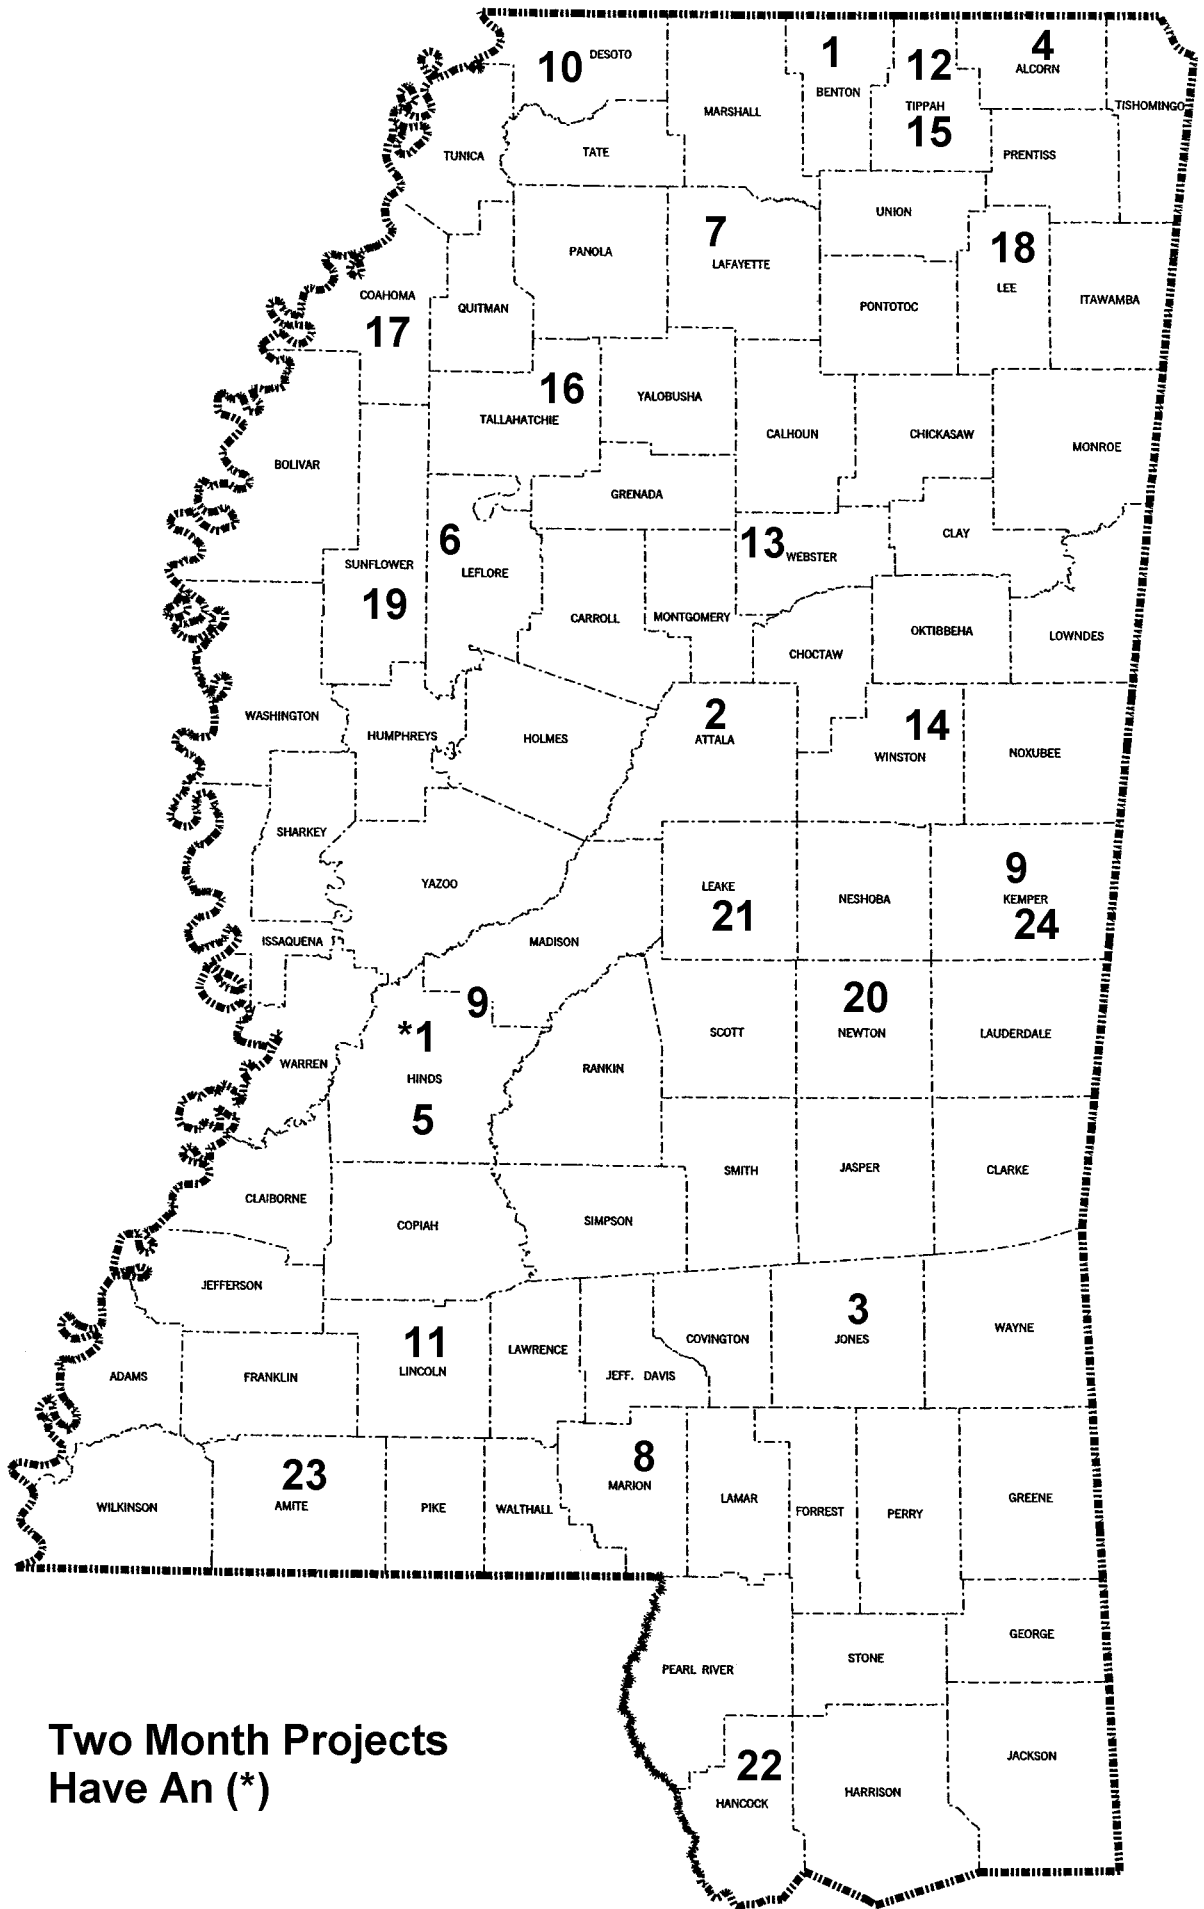 10 DESOTO
1
BENTON
12
TIPPAH
15
4
ALCORN
TISHOMINGO
MARSHALL
TUNICA
TATE
PRENTISS
UNION
PANOLA
7
LAFAYETTE
18
LEE
COAHOMA
17
QUITMAN
PONTOTOC
ITAWAMBA
16
TALLAHATCHIE
YALOBUSHA
CALHOUN
CHICKASAW
MONROE
BOLIVAR
GRENADA
6
LEFLORE
13 WEBSTER
CLAY
SUNFLOWER
19
CARROLL
MONTGOMERY
CHOCTAW
OKTIBBEHA
LOWNDES
WASHINGTON
HUMPHREYS
HOLMES
2
ATTALA
14
WINSTON
NOXUBEE
SHARKEY
YAZOO
LEAKE
21
NESHOBA
9
KEMPER
24
ISSAQUENA
MADISON
9
*1
HINDS
5
WARREN
RANKIN
SCOTT
20
NEWTON
LAUDERDALE
CLAIBORNE
COPIAH
SIMPSON
SMITH
JASPER
CLARKE
JEFFERSON
11
LINCOLN
LAWRENCE
JEFF. DAVIS
COVINGTON
3
JONES
WAYNE
ADAMS
FRANKLIN
WILKINSON
23
AMITE
PIKE
WALTHALL
8
MARION
LAMAR
FORREST
PERRY
GREENE
PEARL RIVER
STONE
GEORGE
22
HANCOCK
HARRISON
JACKSON
Two Month Projects
Have An (*)